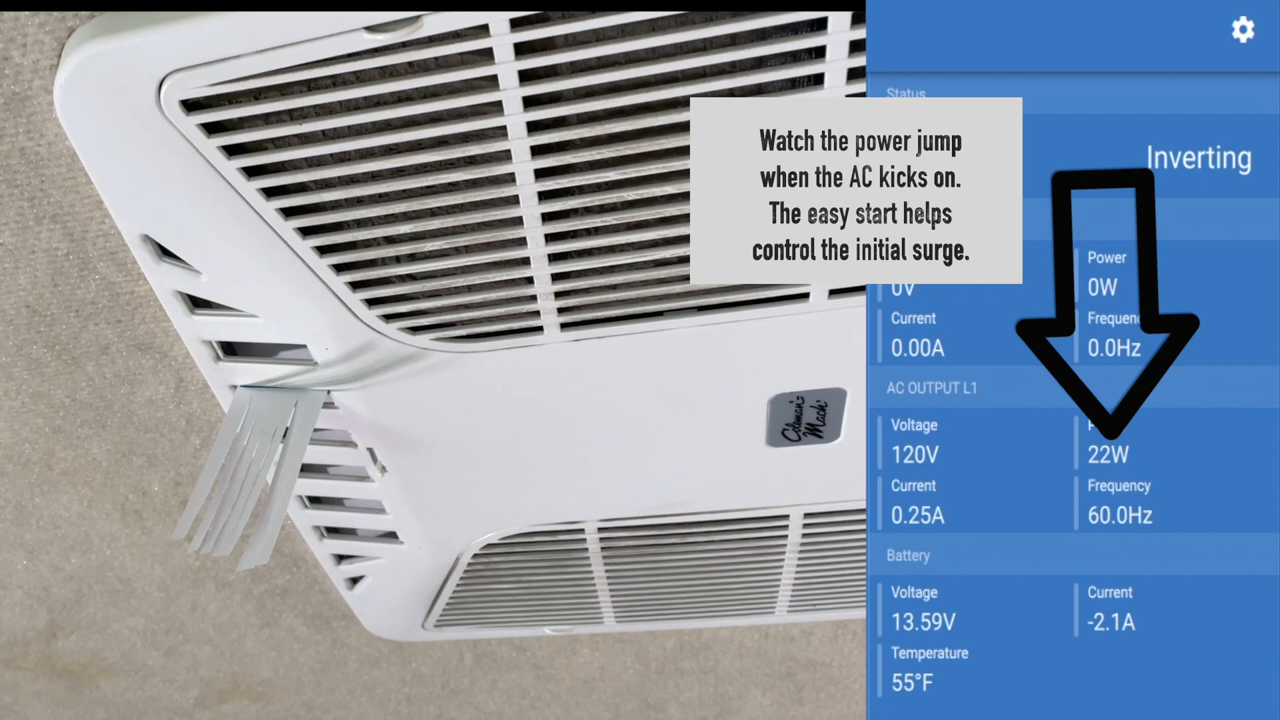 Watch the power jump
when the AC kicks on.
The easy start helps
control the initial surge.
Coleman-
Mach
Status
Inverting
Power
0V
0W
Current
0.00A
0.0Hz
AC OUTPUT L1
Voltage
120V
22W
Current
Frequency
0.25A
60.0Hz
Battery
Voltage
Current
13.59V
-2.1A
Temperature
55°F